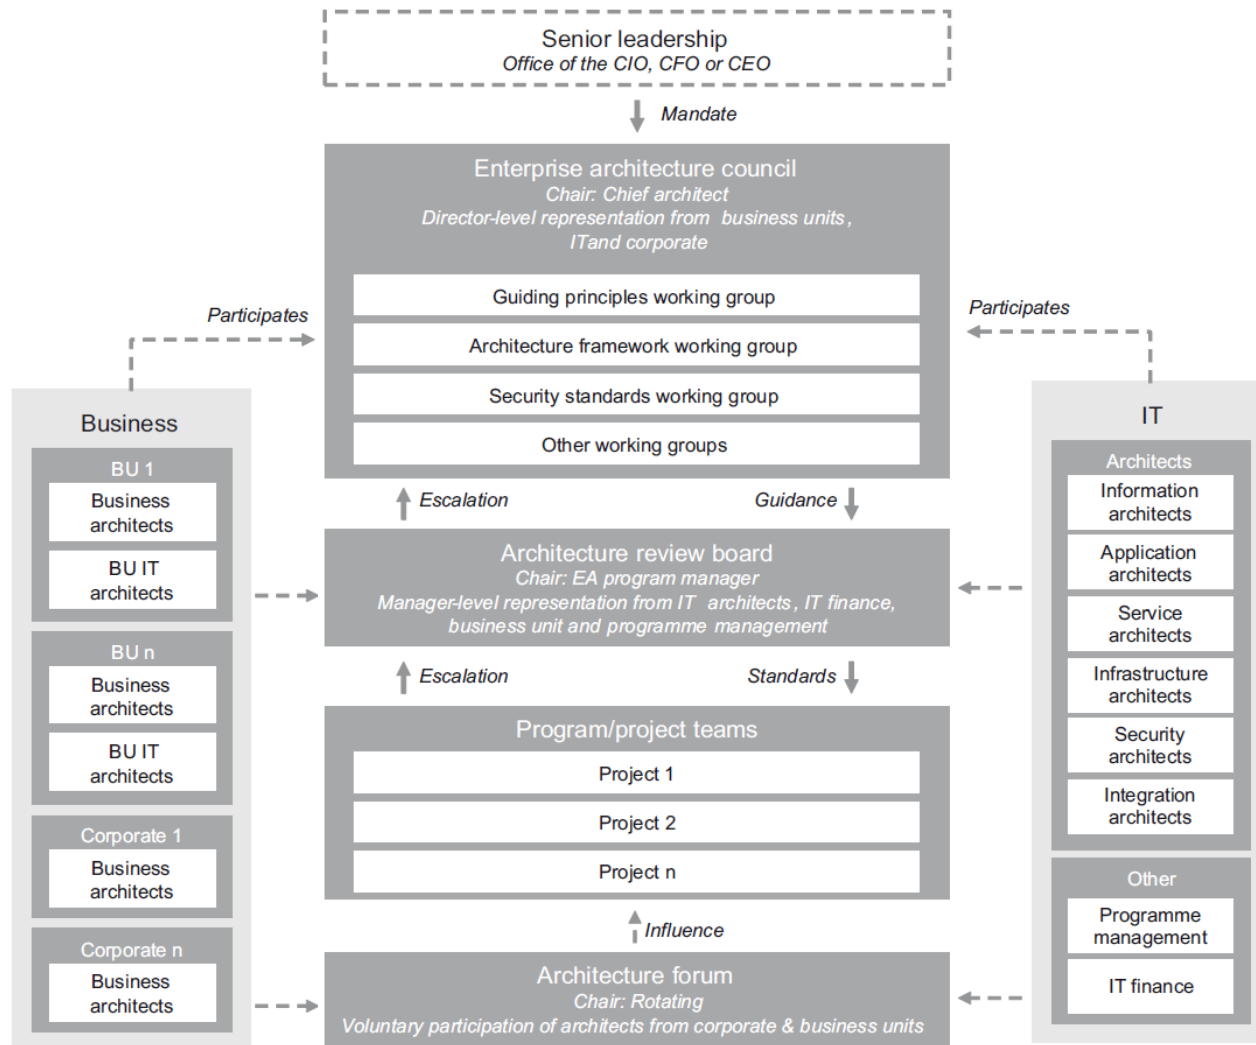 Senior leadership
Office of the CIO, CFO or CEO
Mandate
Enterprise architecture council
Chair: Chief architect
Director-level representation from business units,
ITand corporate
Guiding principles working group
Architecture framework working group
Security standards working group
Other working groups
Participates
Participates
Business
BU 1
Business
architects
BU IT
architects
BU n
Business
architects
BU IT
architects
Corporate 1
Business
architects
Corporate n
Business
architects
Escalation
Guidance
Architecture review board
Chair: EA program manager
Manager-level representation from IT architects, IT finance,
business unit and programme management
Escalation
Standards
Program/project teams
Project 1
Project 2
Project n
Influence
Architecture forum
Chair: Rotating
Voluntary participation of architects from corporate & business units
IT
Architects
Information
architects
Application
architects
Service
architects
Infrastructure
architects
Security
architects
Integration
architects
Other
Programme
management
IT finance